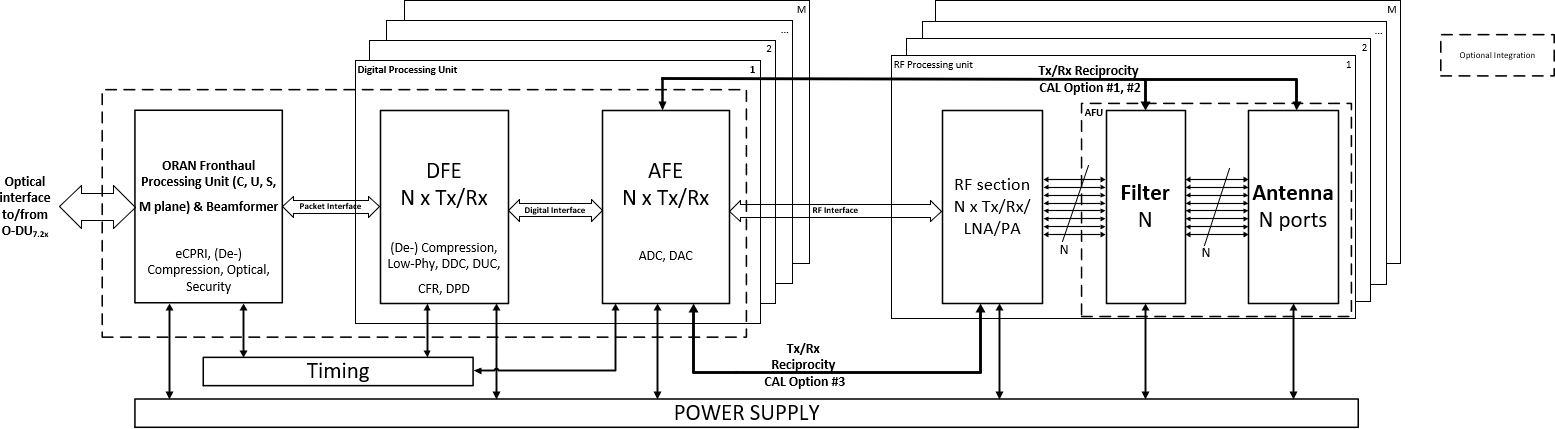 M
...
2
Digital Processing Unit
1
M
...
2
RF Processing unit
1
Optional Integration
Tx/Rx Reciprocity
CAL Option #1, #2
AFU
Optical
interface
to/from
O-DU7.2x
ORAN Fronthaul
Processing Unit (C, U, S,
M plane) & Beamformer
eCPRI, (De-)
Compression, Optical,
Security
Packet Interface
DFE
N x Tx/Rx
(De-) Compression,
Low-Phy, DDC, DUC,
CFR, DPD
Digital Interface
AFE
N x Tx/Rx
ADC, DAC
RF Interface
RF section
N x Tx/Rx/
LNA/PA
N
Filter
N
N
Antenna
N ports
Timing
Tx/Rx
Reciprocity
CAL Option #3
POWER SUPPLY